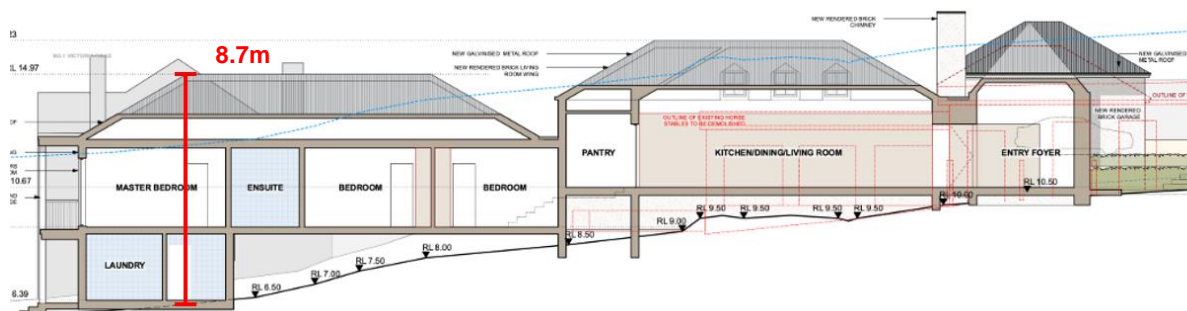 8.7m
NEW RENDERED BRICK
CHIMNEY
NEW GALVINISED METAL ROOF
NEW RENDERED BRICK LIVING
ROOM WING
NEW GALVINISED
METAL ROOF
14.97
OUTLINE OF EXISTING HORSE
STABLES TO BE DEMOLISHED
OUTLINE OF
NEW RENDERED
BRICK GARAGE
PANTRY
KITCHEN/DINING/LIVING ROOM
ENTRY FOYER
10.67
MASTER BEDROOM
ENSUITE
BEDROOM
BEDROOM
RL 10.50
RL 10.00
RL 9.50
RL 9.50
RL 9.50
RL 9.50
RL 9.00
RL 8.50
RL 8.00
RL 7.50
RL 7.00
RL 6.50
LAUNDRY
6.39